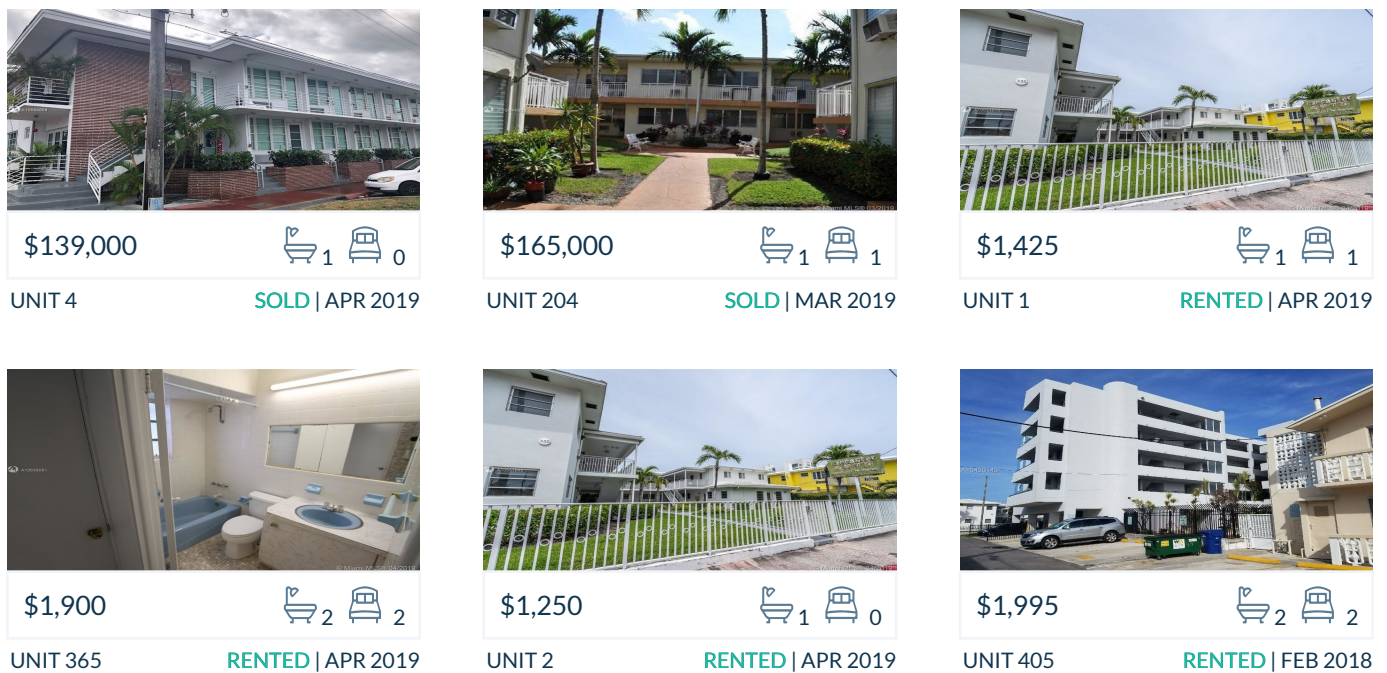 $139,000 1 0
UNIT 4 SOLD | APR 2019
$165,000 1 1
UNIT 204 SOLD | MAR 2019
$1,425 1 1
UNIT 1 RENTED | APR 2019
$1,900 2 2
UNIT 365 RENTED | APR 2019
$1,250 1 0
UNIT 2 RENTED | APR 2019
$1,995 2 2
UNIT 405 RENTED | FEB 2018